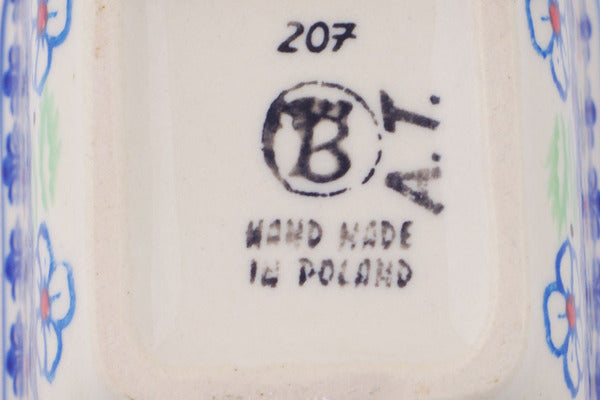 207
B
A.T.
HAND MADE
IN POLAND